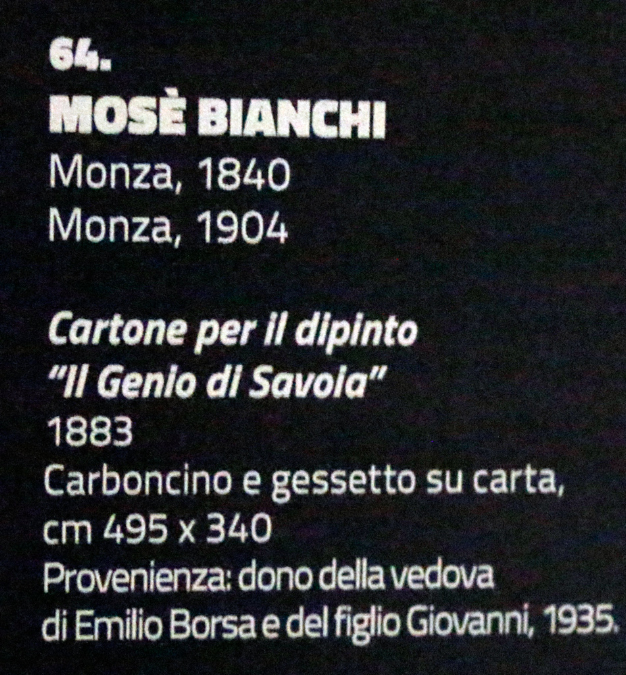 64.
MOSÈ BIANCHI
Monza, 1840
Monza, 1904
Cartone per il dipinto
“Il Genio di Savoia”
1883
Carboncino e gessetto su carta,
cm 495 x 340
Provenienza: dono della vedova
di Emilio Borsa e del figlio Giovanni, 1935.